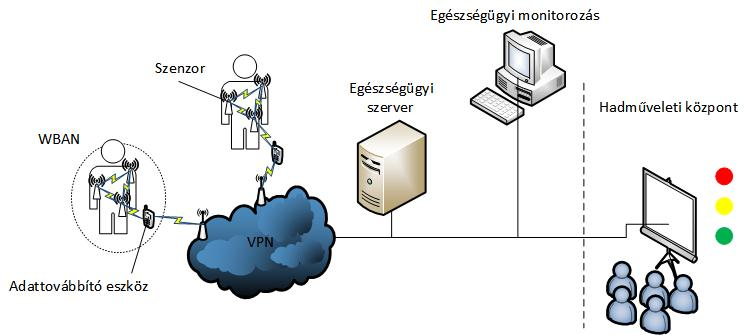 Egészségügyi monitorozás
Szenzor
Egészségügyi
szerver
Hadműveleti központ
WBAN
VPN
Adattovábbító eszköz